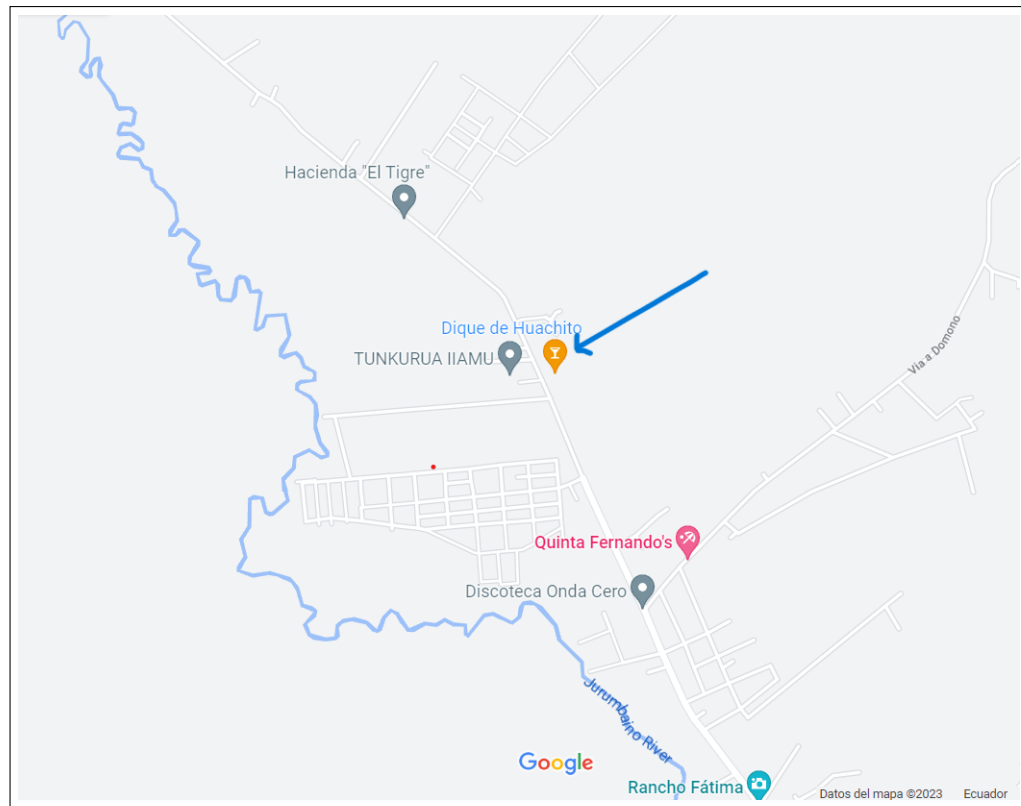 Hacienda "El Tigre"
Dique de Huachito
TUNKURUA IIAMU
Via a Domono
Quinta Fernando's
Discoteca Onda Cero
Jurumbaino River
Google
Rancho Fátima
Datos del mapa ©2023 Ecuador